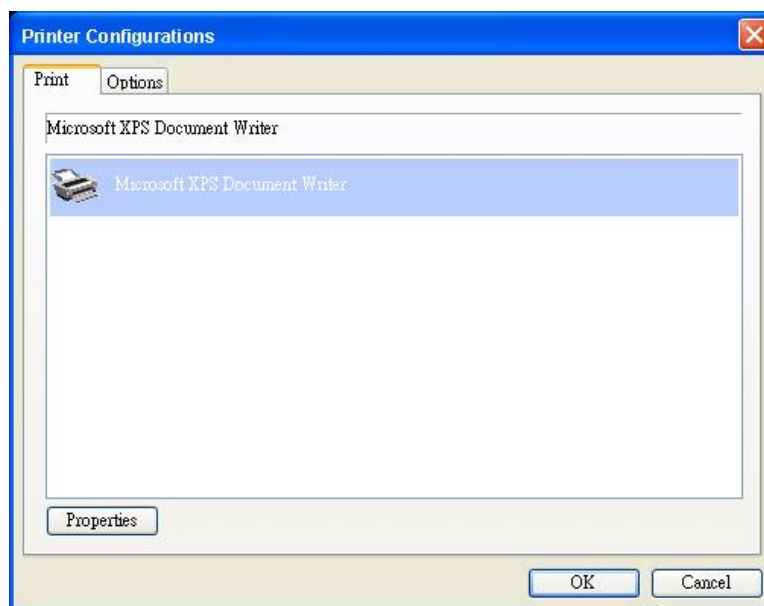 Printer Configurations
Print
Options
Microsoft XPS Document Writer
Microsoft XPS Document Writer
Properties
OK
Cancel